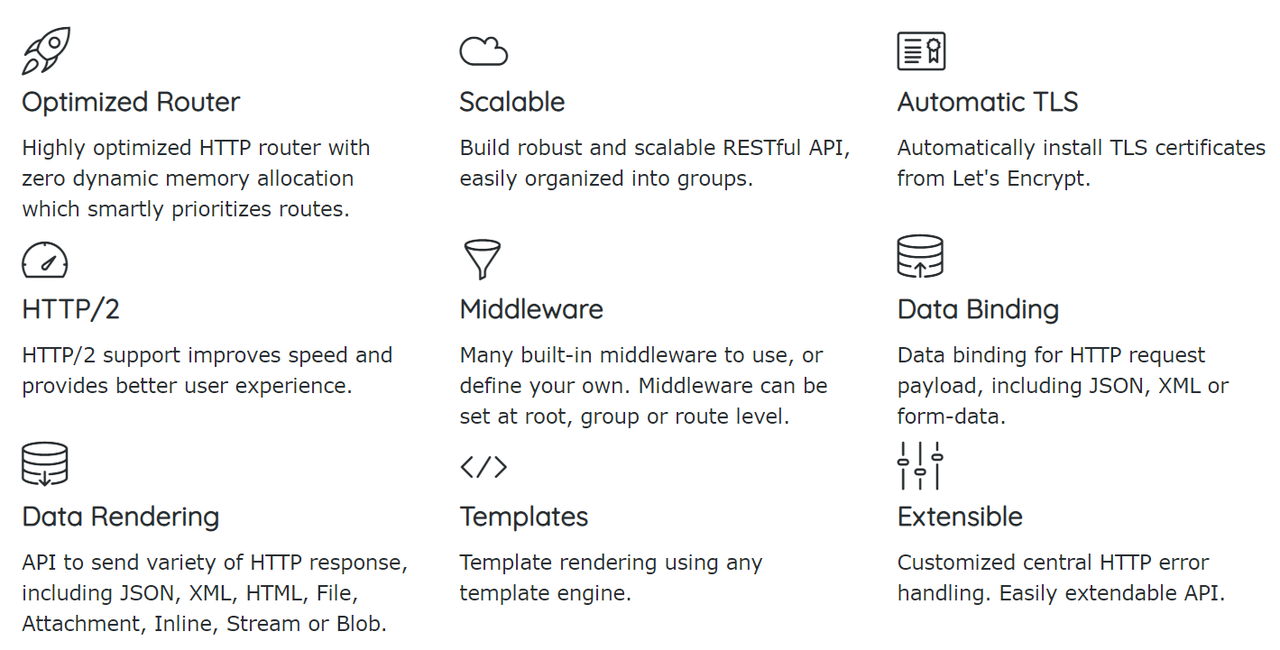 Optimized Router
Highly optimized HTTP router with
zero dynamic memory allocation
which smartly prioritizes routes.
Scalable
Build robust and scalable RESTful API,
easily organized into groups.
Automatic TLS
Automatically install TLS certificates
from Let's Encrypt.
HTTP/2
HTTP/2 support improves speed and
provides better user experience.
Middleware
Many built-in middleware to use, or
define your own. Middleware can be
set at root, group or route level.
Data Binding
Data binding for HTTP request
payload, including JSON, XML or
form-data.
Data Rendering
API to send variety of HTTP response,
including JSON, XML, HTML, File,
Attachment, Inline, Stream or Blob.
Templates
Template rendering using any
template engine.
Extensible
Customized central HTTP error
handling. Easily extendable API.